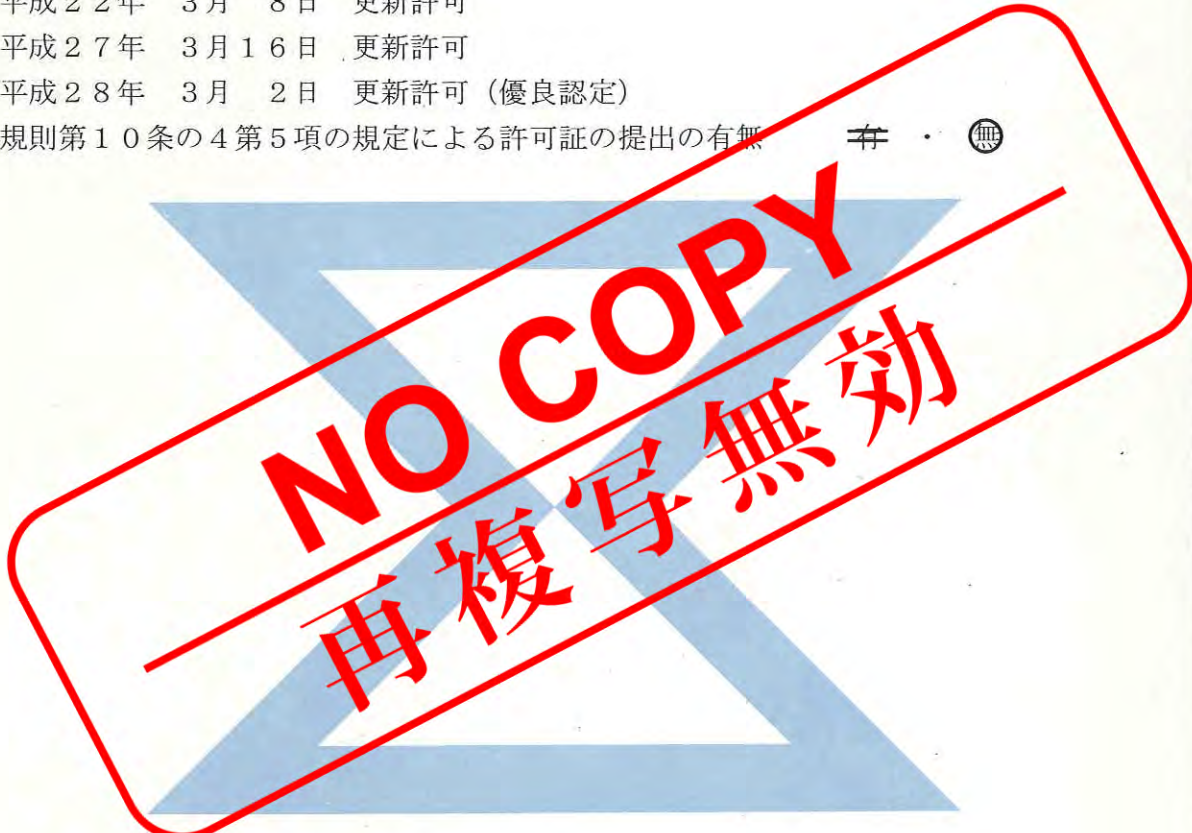 平成２２年　３月　８日　更新許可
平成２７年　３月１６日　更新許可
平成２８年　３月　２日　更新許可（優良認定）
規則第１０条の４第５項の規定による許可証の提出の有無　　有　・　無
NO COPY
再複写無効